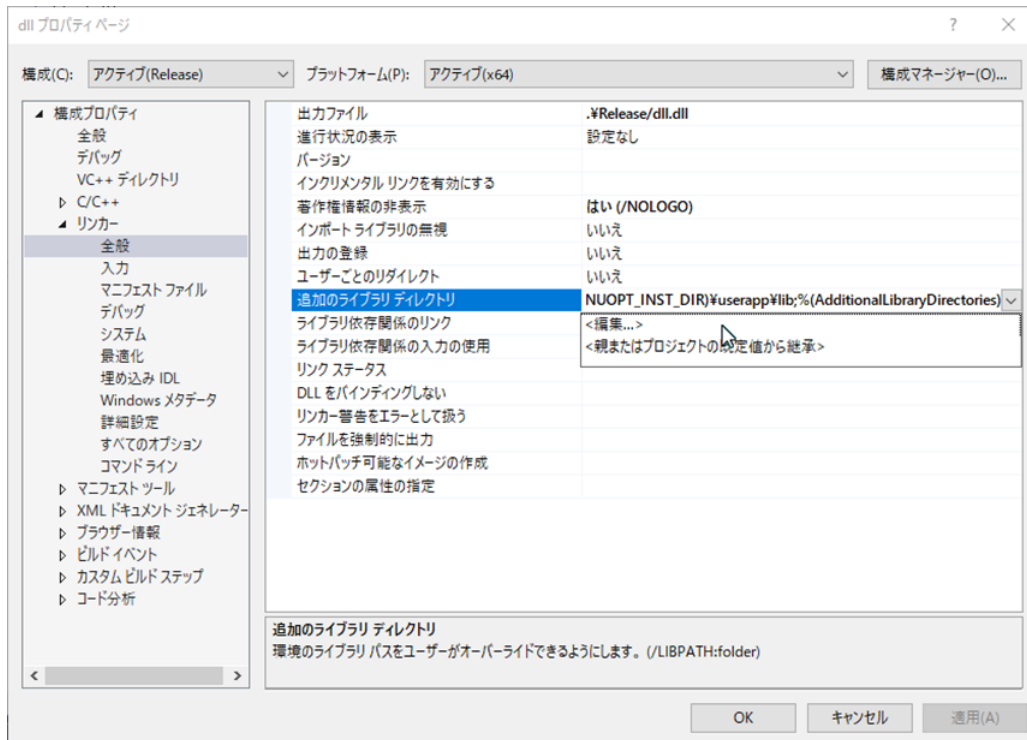 dll プロパティ ページ
?
構成(C): アクティブ(Release) プラットフォーム(P): アクティブ(x64) 構成マネージャー(O)...
構成プロパティ
全般
デバッグ
VC++ ディレクトリ
C/C++
リンカー
全般
入力
マニフェスト ファイル
デバッグ
システム
最適化
埋め込み IDL
Windows メタデータ
詳細設定
すべてのオプション
コマンド ライン
マニフェスト ツール
XML ドキュメント ジェネレーター
ブラウザー情報
ビルド イベント
カスタム ビルド ステップ
コード分析
出力ファイル .¥Release/dll.dll
進行状況の表示 設定なし
バージョン
インクリメンタル リンクを有効にする
著作権情報の非表示 はい (/NOLOGO)
インポート ライブラリの無視 いいえ
出力の登録 いいえ
ユーザーごとのリダイレクト いいえ
追加のライブラリ ディレクトリ NUOPT_INST_DIR)¥userapp¥lib;%(AdditionalLibraryDirectories)
ライブラリ依存関係のリンク <編集...>
ライブラリ依存関係の入力の使用 <親またはプロジェクトの既定値から継承>
リンク ステータス
DLL をバインディングしない
リンカー警告をエラーとして扱う
ファイルを強制的に出力
ホットパッチ可能なイメージの作成
セクションの属性の指定
追加のライブラリ ディレクトリ
環境のライブラリ パスをユーザーがオーバーライドできるようにします。(/LIBPATH:folder)
OK キャンセル 適用(A)